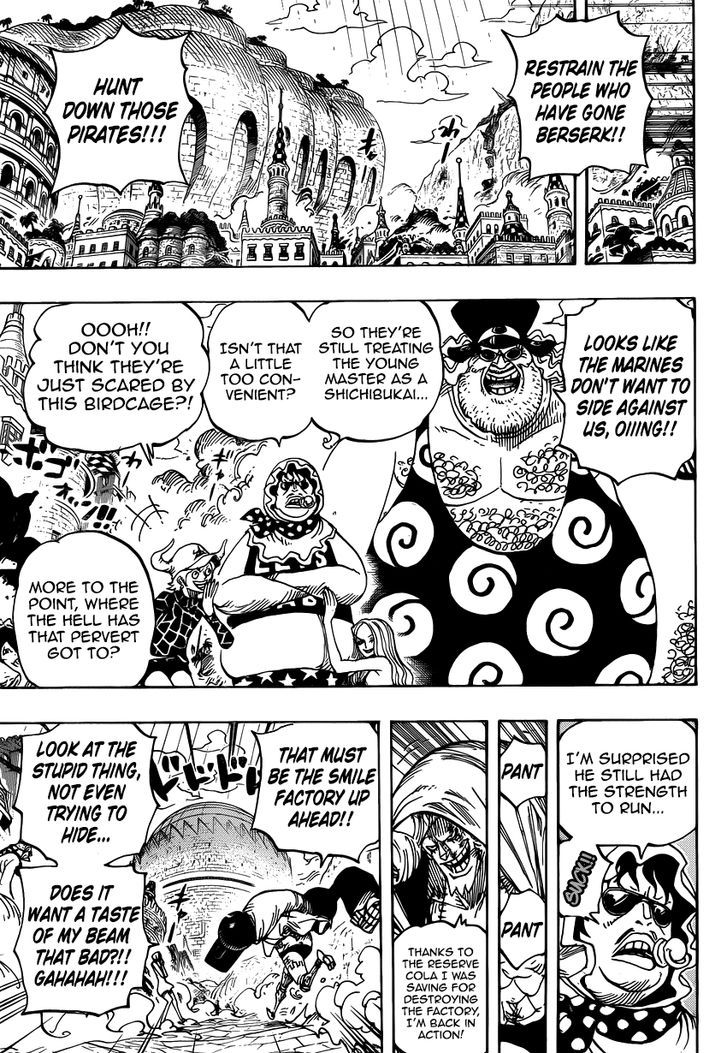 RESTRAIN THE
PEOPLE WHO
HAVE GONE
BERSERK!!
HUNT
DOWN THOSE
PIRATES!!!
LOOKS LIKE
THE MARINES
DON'T WANT TO
SIDE AGAINST
US, OIIING!!
SO THEY'RE
STILL TREATING
THE YOUNG
MASTER AS A
SHICHIBUKAI...
ISN'T THAT
A LITTLE
TOO CON-
VENIENT?
OOOH!!
DON'T YOU
THINK THEY'RE
JUST SCARED BY
THIS BIRDCAGE?!
MORE TO THE
POINT, WHERE
THE HELL HAS
THAT PERVERT
GOT TO?
I'M SURPRISED
HE STILL HAD
THE STRENGTH
TO RUN...
SUCK!!
PANT
PANT
THANKS TO
THE RESERVE
COLA I WAS
SAVING FOR
DESTROYING
THE FACTORY,
I'M BACK IN
ACTION!
THAT MUST
BE THE SMILE
FACTORY UP
AHEAD!!
ドドドド
LOOK AT THE
STUPID THING,
NOT EVEN
TRYING TO
HIDE...
DOES IT
WANT A TASTE
OF MY BEAM
THAT BAD?!!
GAHAHAH!!!